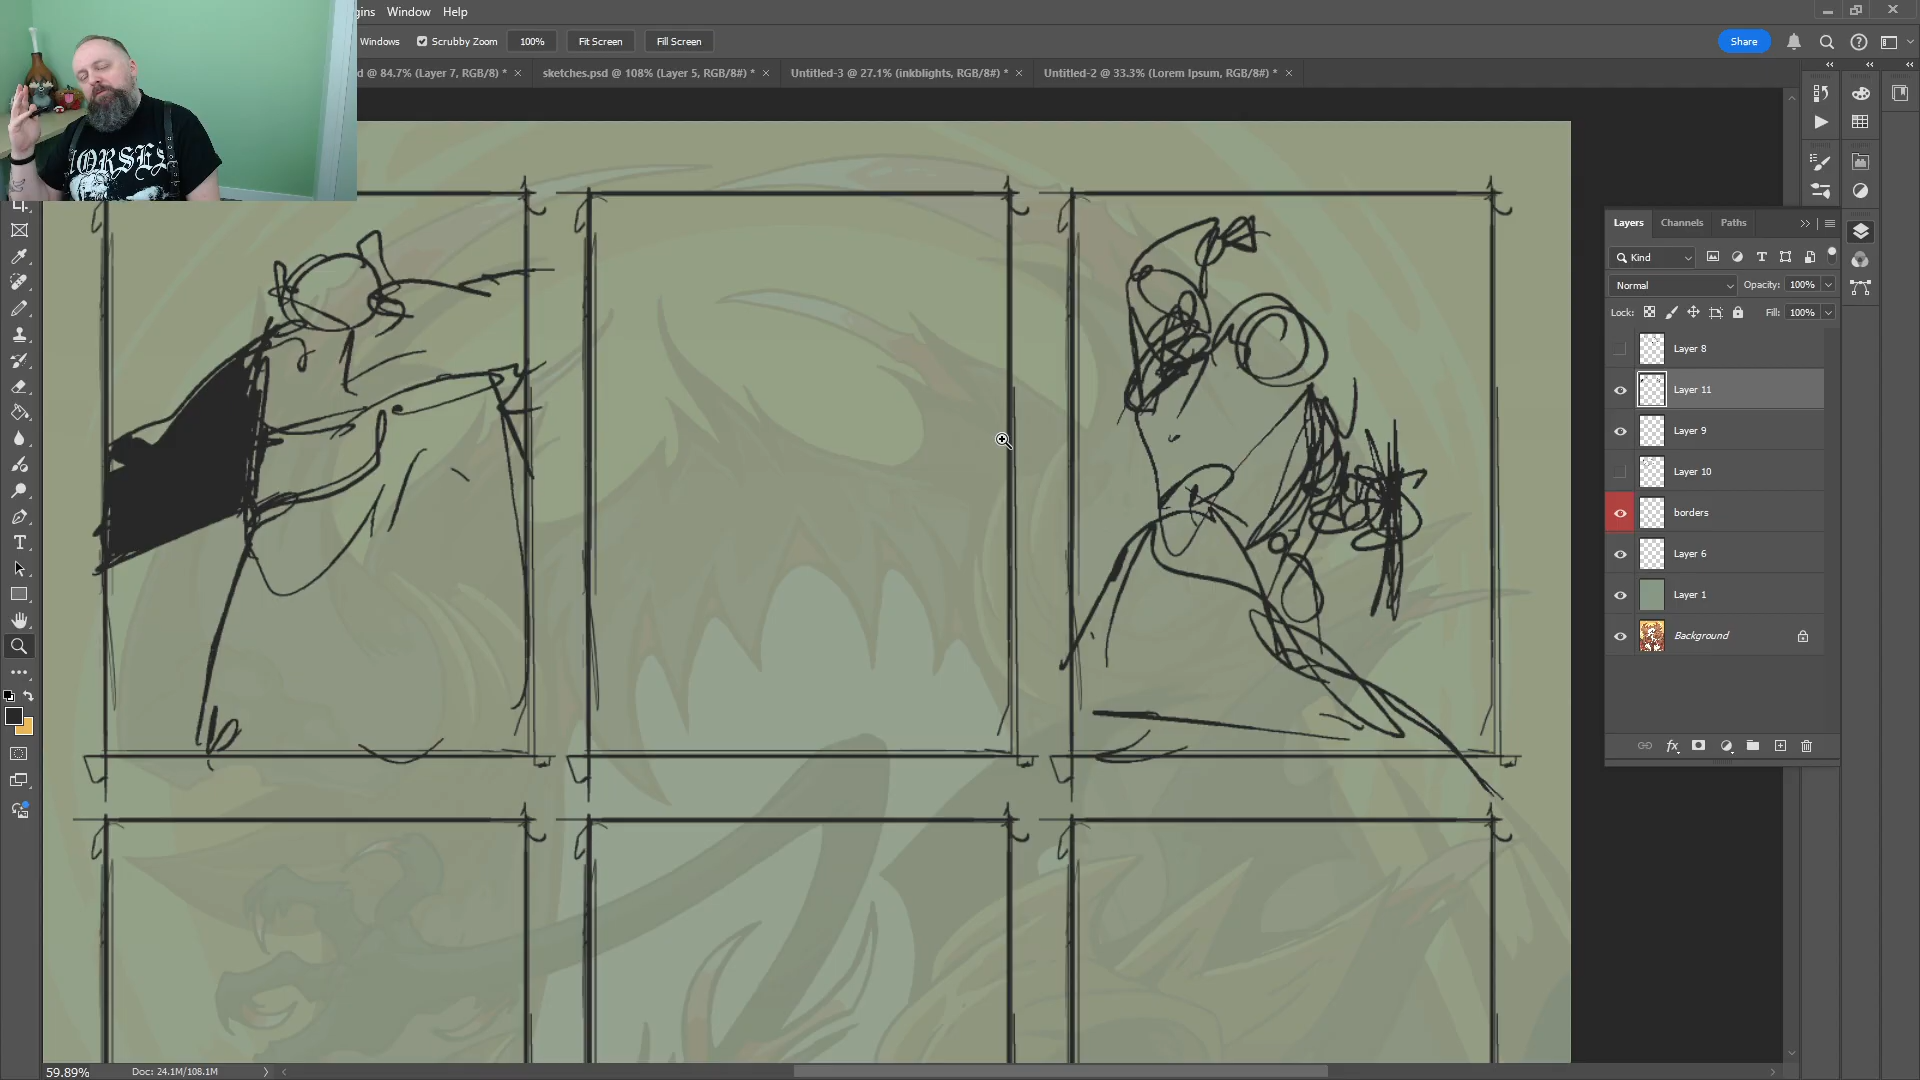 gins Window Help
Windows Scrubby Zoom 100% Fit Screen Fill Screen Share
d @ 84.7% (Layer 7, RGB/8) * × sketches.psd @ 108% (Layer 5, RGB/8#) * × Untitled-3 @ 27.1% (inkblights, RGB/8#) * × Untitled-2 @ 33.3% (Lorem Ipsum, RGB/8#) * ×
Layers Channels Paths
Kind
Normal Opacity: 100%
Lock: Fill: 100%
Layer 8
Layer 11
Layer 9
Layer 10
borders
Layer 6
Layer 1
Background
fx
59.89% Doc: 24.1M/108.1M